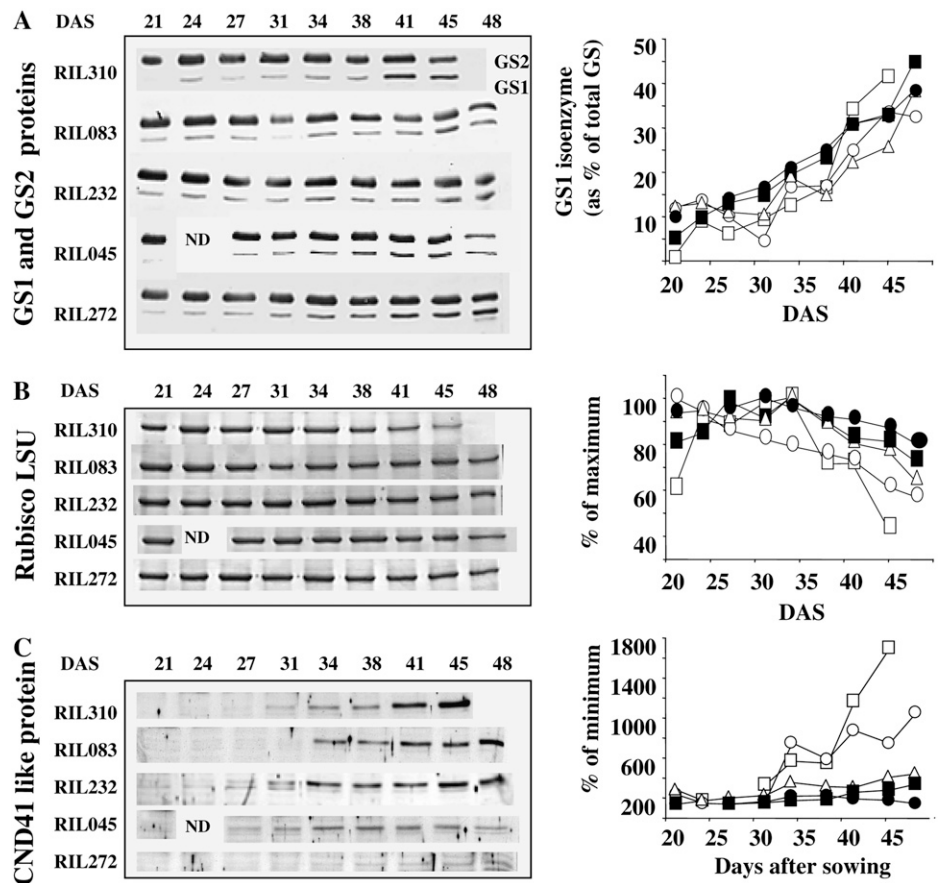 A
DAS 21 24 27 31 34 38 41 45 48
GS1 and GS2 proteins
RIL310
GS2
GS1
RIL083
RIL232
RIL045
ND
RIL272
GS1 isoenzyme
(as % of total GS)
50
40
30
20
10
20 25 30 35 40 45
DAS
B
DAS 21 24 27 31 34 38 41 45 48
Rubisco LSU
RIL310
RIL083
RIL232
RIL045
ND
RIL272
% of maximum
100
80
60
40
20 25 30 35 40 45
DAS
C
DAS 21 24 27 31 34 38 41 45 48
CND41 like protein
RIL310
RIL083
RIL232
RIL045
ND
RIL272
% of minimum
1800
1400
1000
600
200
20 25 30 35 40 45
Days after sowing